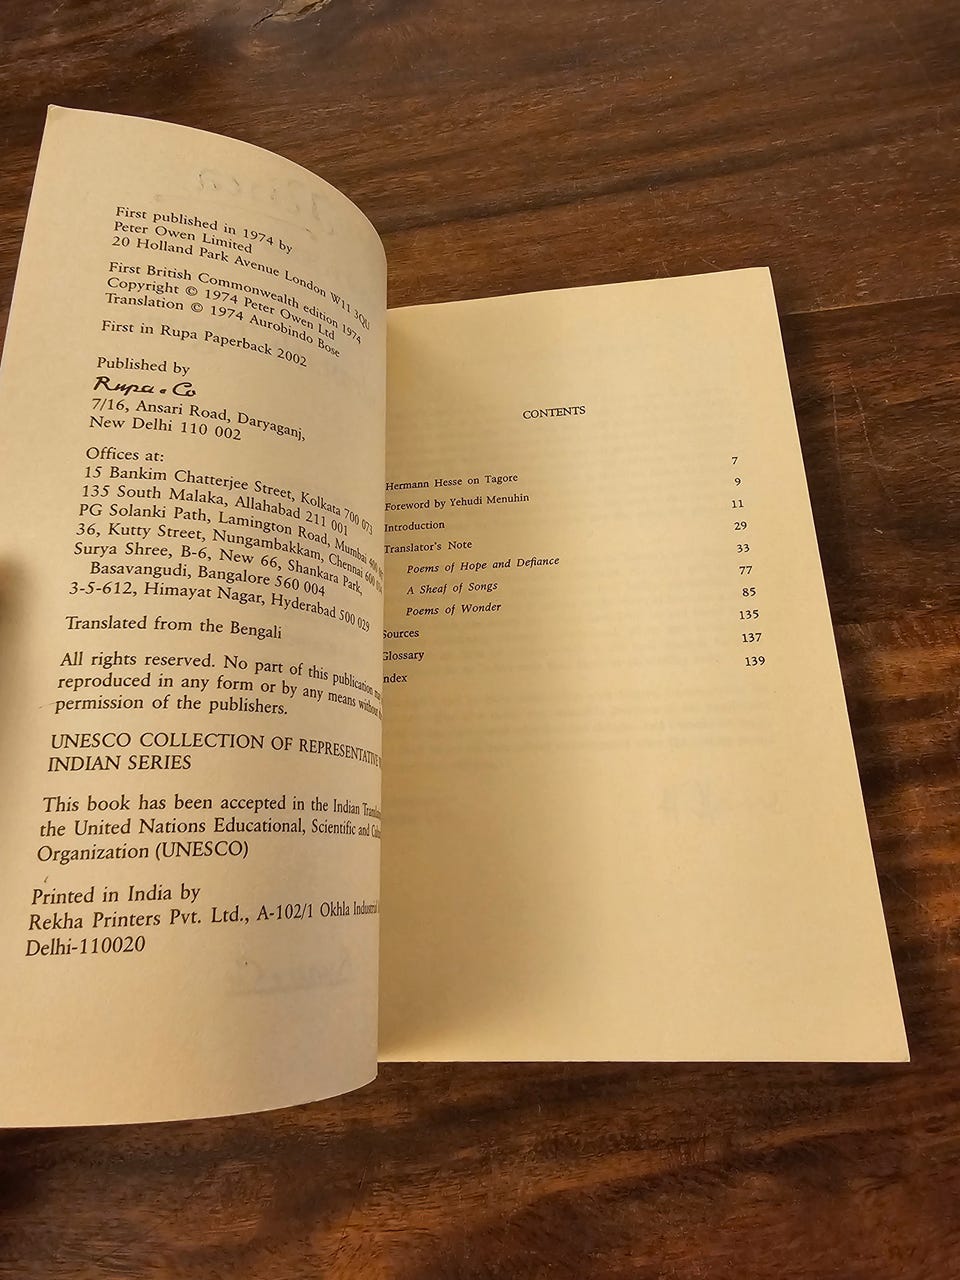 First published in 1974 by
Peter Owen Limited
20 Holland Park Avenue London W11 3QU
First British Commonwealth edition 1974
Copyright © 1974 Peter Owen Ltd
Translation © 1974 Aurobindo Bose
First in Rupa Paperback 2002
Published by
Rupa & Co
7/16, Ansari Road, Daryaganj,
New Delhi 110 002
Offices at:
15 Bankim Chatterjee Street, Kolkata 700 073
135 South Malaka, Allahabad 211 001
PG Solanki Path, Lamington Road, Mumbai
36, Kutty Street, Nungambakkam, Chennai 600
Surya Shree, B-6, New 66, Shankara Park,
Basavangudi, Bangalore 560 004
3-5-612, Himayat Nagar, Hyderabad 500 029
Translated from the Bengali
All rights reserved. No part of this publication
reproduced in any form or by any means without
permission of the publishers.
UNESCO COLLECTION OF REPRESENTATIVE
INDIAN SERIES
This book has been accepted in the Indian
the United Nations Educational, Scientific and
Organization (UNESCO)
Printed in India by
Rekha Printers Pvt. Ltd., A-102/1 Okhla Industrial
Delhi-110020
CONTENTS
Hermann Hesse on Tagore 7
Foreword by Yehudi Menuhin 9
Introduction 11
Translator's Note 29
Poems of Hope and Defiance 33
A Sheaf of Songs 77
Poems of Wonder 85
Sources 135
Glossary 137
Index 139